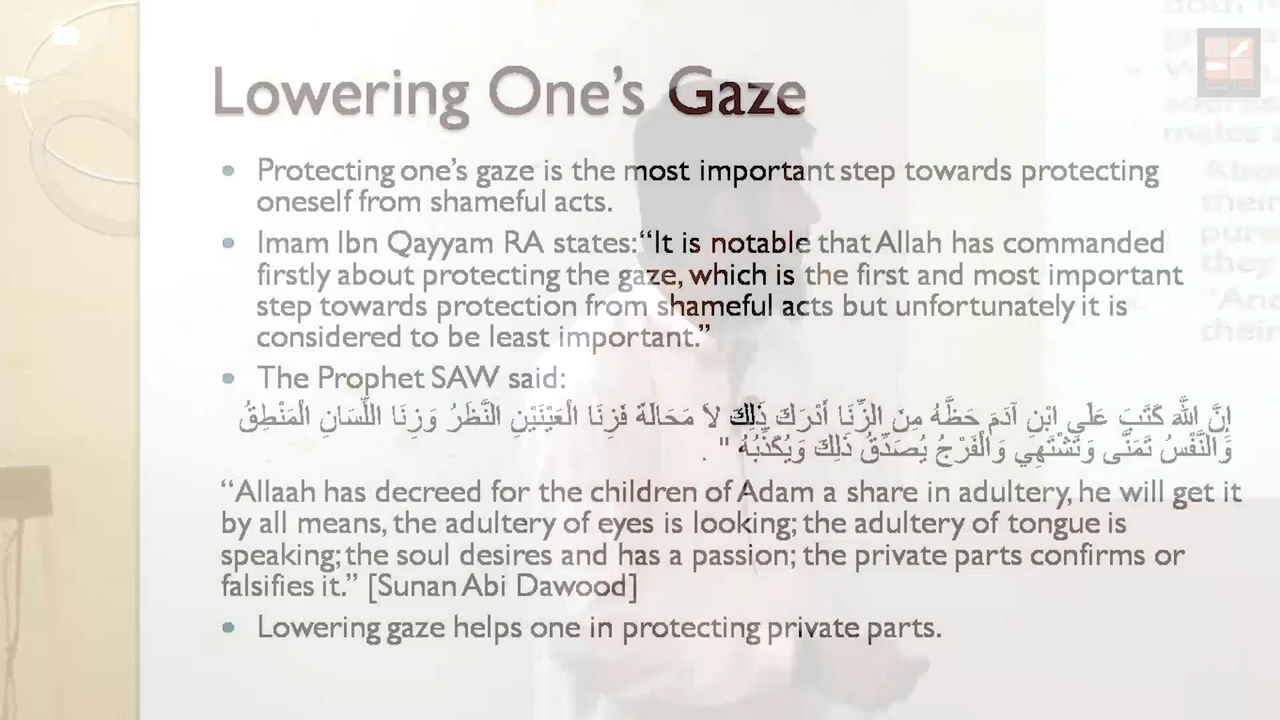 Lowering One's Gaze
• Protecting one's gaze is the most important step towards protecting
oneself from shameful acts.
• Imam Ibn Qayyam RA states: “It is notable that Allah has commanded
firstly about protecting the gaze, which is the first and most important
step towards protection from shameful acts but unfortunately it is
considered to be least important.”
• The Prophet SAW said:
إِنَّ اللَّهَ كَتَبَ عَلَى ابْنِ آدَمَ حَظَّهُ مِنَ الزِّنَا أَدْرَكَ ذَلِكَ لاَ مَحَالَةَ فَزِنَا الْعَيْنَيْنِ النَّظَرُ وَزِنَا اللِّسَانِ الْمَنْطِقُ
وَالنَّفْسُ تَمَنَّى وَتَشْتَهِي وَالْفَرْجُ يُصَدِّقُ ذَلِكَ وَيُكَذِّبُهُ " .
“Allaah has decreed for the children of Adam a share in adultery, he will get it
by all means, the adultery of eyes is looking; the adultery of tongue is
speaking; the soul desires and has a passion; the private parts confirms or
falsifies it.” [Sunan Abi Dawood]
• Lowering gaze helps one in protecting private parts.